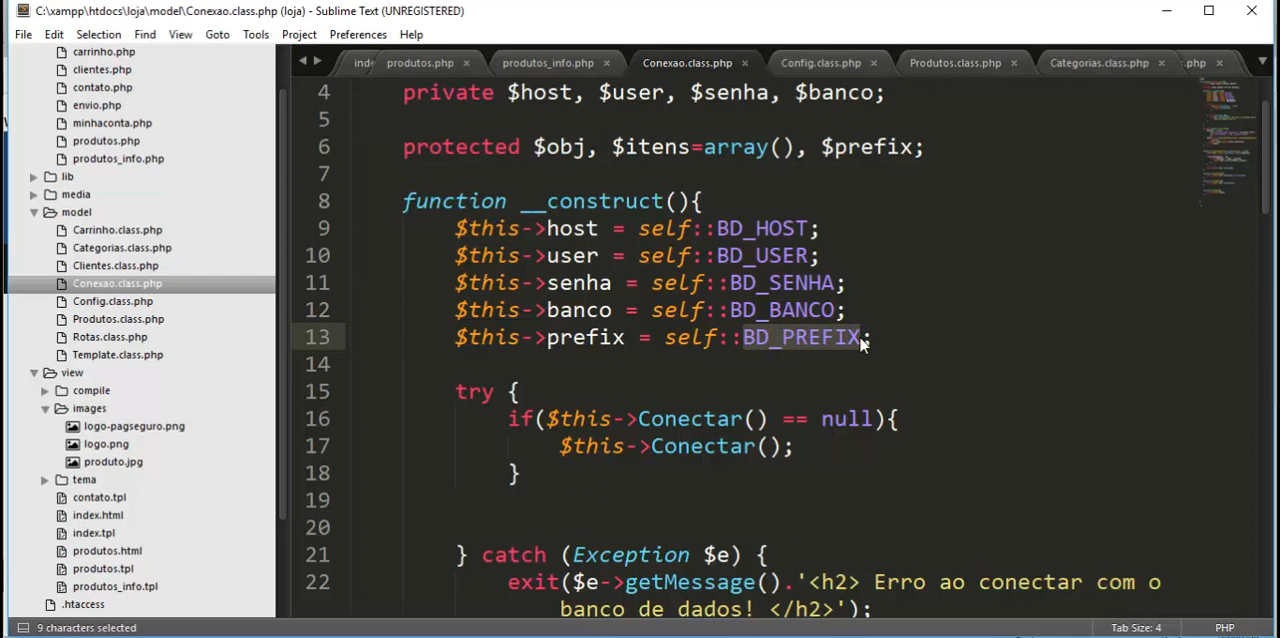 C:\xampp\htdocs\loja\model\Conexao.class.php (loja) - Sublime Text (UNREGISTERED)
File Edit Selection Find View Goto Tools Project Preferences Help
carrinho.php
clientes.php
contato.php
envio.php
minhaconta.php
produtos.php
produtos_info.php
lib
media
model
Carrinho.class.php
Categorias.class.php
Clientes.class.php
Conexao.class.php
Config.class.php
Produtos.class.php
Rotas.class.php
Template.class.php
view
compile
images
logo-pagseguro.png
logo.png
produto.jpg
tema
contato.tpl
index.html
index.tpl
produtos.html
produtos.tpl
produtos_info.tpl
.htaccess
inde produtos.php × produtos_info.php × Conexao.class.php × Config.class.php × Produtos.class.php × Categorias.class.php × .php ×
4 private $host, $user, $senha, $banco;
5
6 protected $obj, $itens=array(), $prefix;
7
8 function __construct(){
9 $this->host = self::BD_HOST;
10 $this->user = self::BD_USER;
11 $this->senha = self::BD_SENHA;
12 $this->banco = self::BD_BANCO;
13 $this->prefix = self::BD_PREFIX;
14
15 try {
16 if($this->Conectar() == null){
17 $this->Conectar();
18 }
19
20
21 } catch (Exception $e) {
22 exit($e->getMessage().'<h2> Erro ao conectar com o
banco de dados! </h2>');
9 characters selected Tab Size: 4 PHP